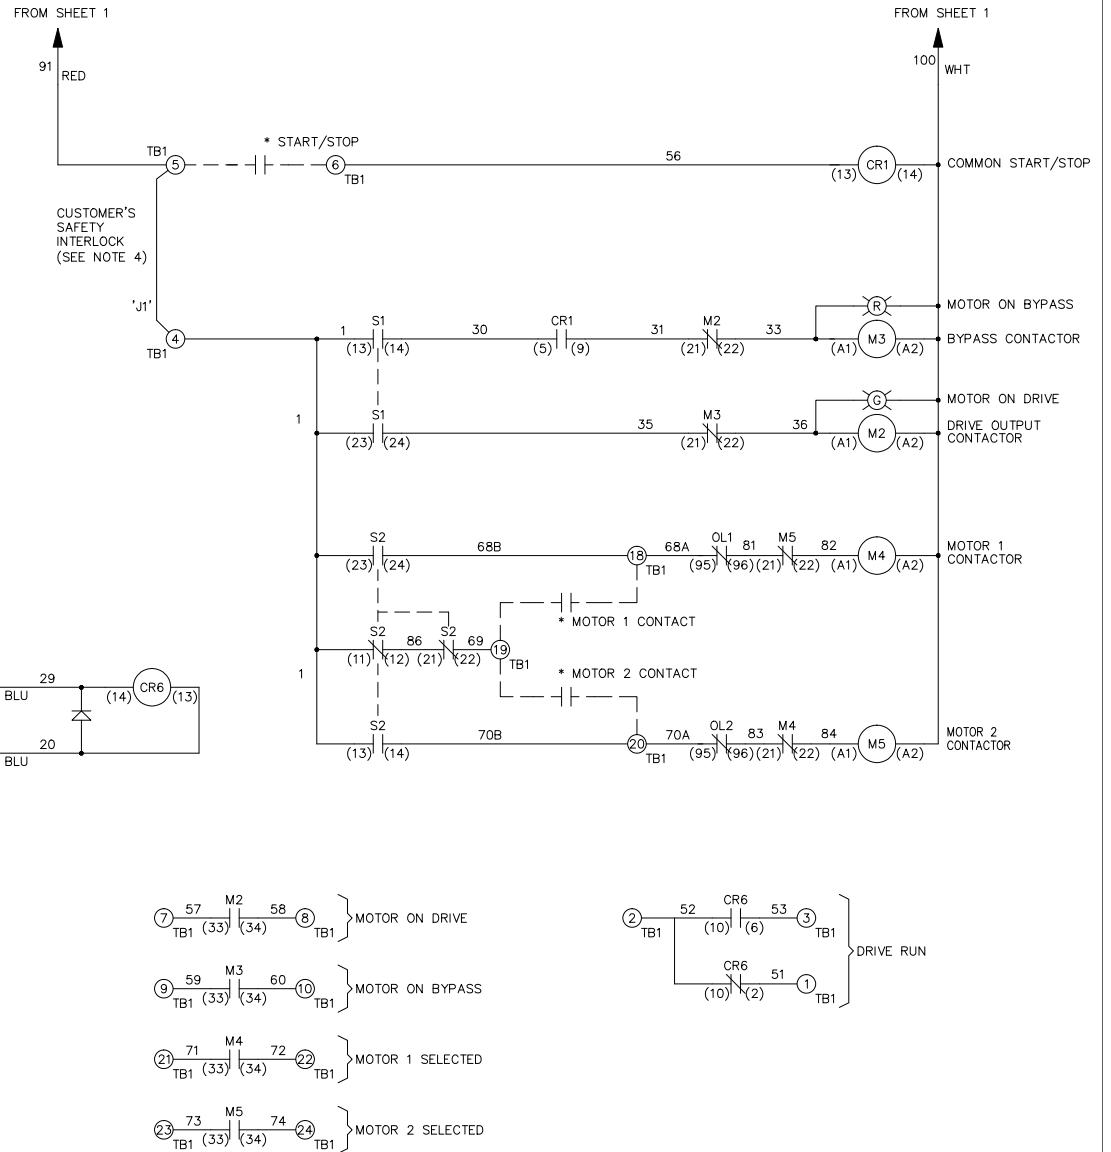 FROM SHEET 1
FROM SHEET 1
91
RED
100
WHT
* START/STOP
TB1
5
6
TB1
56
CR1
(13)
(14)
COMMON START/STOP
CUSTOMER'S
SAFETY
INTERLOCK
(SEE NOTE 4)
'J1'
4
TB1
R
MOTOR ON BYPASS
1
S1
(13)
(14)
30
CR1
(5)
(9)
31
M2
(21)
(22)
33
M3
(A1)
(A2)
BYPASS CONTACTOR
G
MOTOR ON DRIVE
1
S1
(23)
(24)
35
M3
(21)
(22)
36
M2
(A1)
(A2)
DRIVE OUTPUT
CONTACTOR
S2
(23)
(24)
68B
18
TB1
68A
OL1
(95)
(96)
81
M5
(21)
(22)
82
M4
(A1)
(A2)
MOTOR 1
CONTACTOR
* MOTOR 1 CONTACT
S2
(11)
(12)
86
S2
(21)
(22)
69
19
TB1
* MOTOR 2 CONTACT
1
29
BLU
CR6
(14)
(13)
20
BLU
S2
(13)
(14)
70B
20
TB1
70A
OL2
(95)
(96)
83
M4
(21)
(22)
84
M5
(A1)
(A2)
MOTOR 2
CONTACTOR
7
TB1
57
M2
(33)
(34)
58
8
TB1
MOTOR ON DRIVE
9
TB1
59
M3
(33)
(34)
60
10
TB1
MOTOR ON BYPASS
21
TB1
71
M4
(33)
(34)
72
22
TB1
MOTOR 1 SELECTED
23
TB1
73
M5
(33)
(34)
74
24
TB1
MOTOR 2 SELECTED
2
TB1
52
CR6
(10)
(6)
53
3
TB1
DRIVE RUN
CR6
(10)
(2)
51
1
TB1